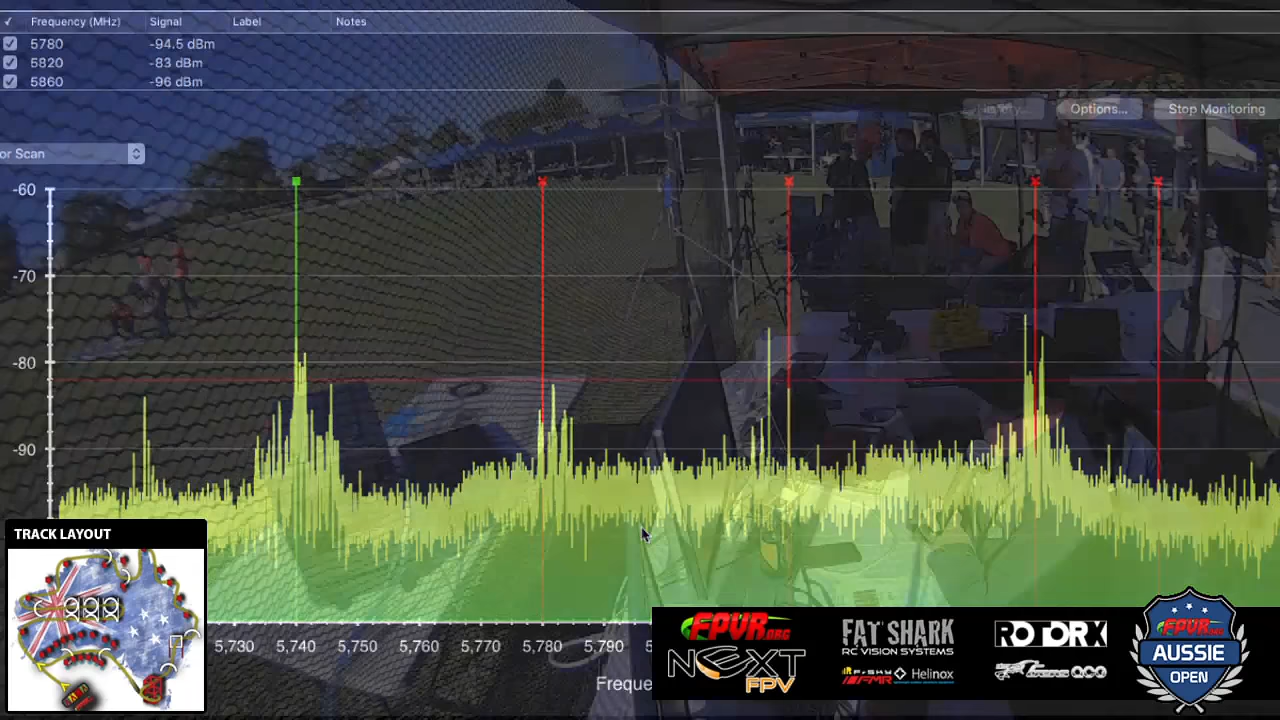 ✓ Frequency (MHz) Signal Label Notes
5780 -94.5 dBm
5820 -83 dBm
5860 -96 dBm
Options... Stop Monitoring
or Scan
-60
-70
-80
-90
TRACK LAYOUT
5,730 5,740 5,750 5,760 5,770 5,780 5,790 5
Freque
FPVR.ORG
NEXT
FPV
FAT SHARK
RC VISION SYSTEMS
Helinox
ROTORX
FPVR.ORG
AUSSIE
OPEN